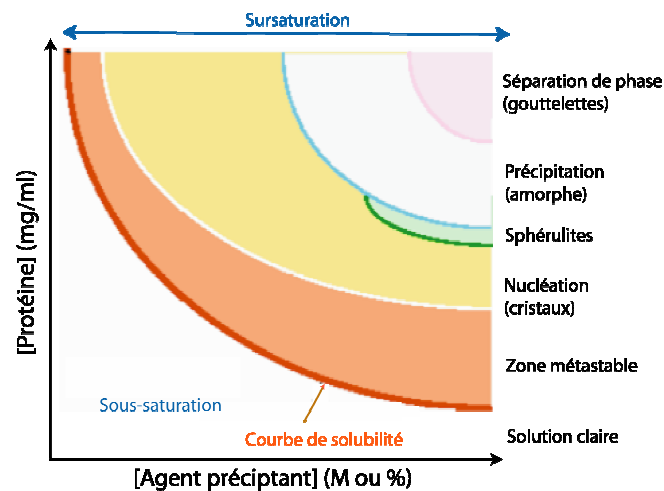 Sursaturation
[Protéine] (mg/ml)
Séparation de phase
(gouttelettes)
Précipitation
(amorphe)
Sphérulites
Nucléation
(cristaux)
Zone métastable
Sous-saturation
Courbe de solubilité
Solution claire
[Agent préciptant] (M ou %)